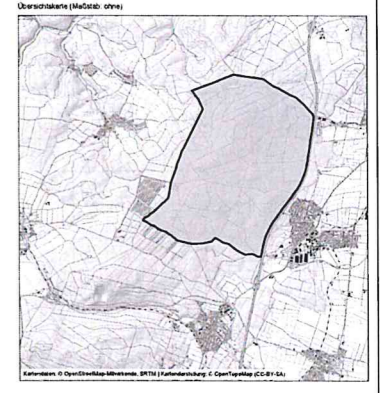 Übersichtskarte (Maßstab: ohne)
Kartendaten: © OpenStreetMap-Mitwirkende, SRTM | Kartendarstellung: © OpenTopoMap (CC-BY-SA)